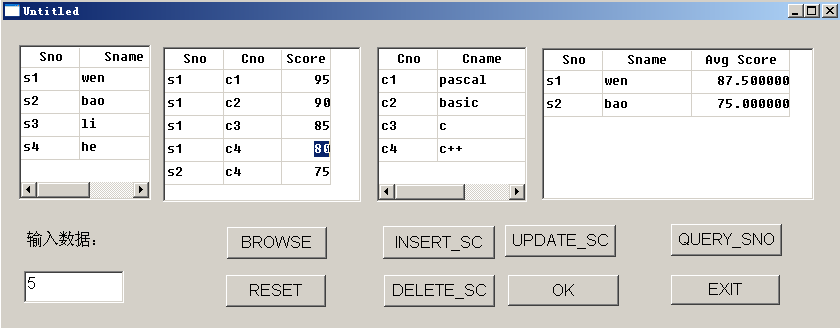 Untitled
Sno Sname
s1 wen
s2 bao
s3 li
s4 he
Sno Cno Score
s1 c1 95
s1 c2 90
s1 c3 85
s1 c4 80
s2 c4 75
Cno Cname
c1 pascal
c2 basic
c3 c
c4 c++
Sno Sname Avg Score
s1 wen 87.500000
s2 bao 75.000000
输入数据:
BROWSE INSERT_SC UPDATE_SC QUERY_SNO
5
RESET DELETE_SC OK EXIT